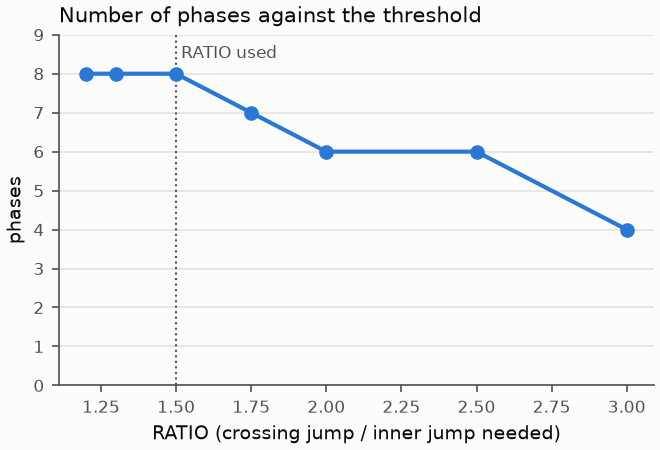 Number of phases against the threshold
9
8
7
6
5
4
3
2
1
0
phases
RATIO used
1.25 1.50 1.75 2.00 2.25 2.50 2.75 3.00
RATIO (crossing jump / inner jump needed)